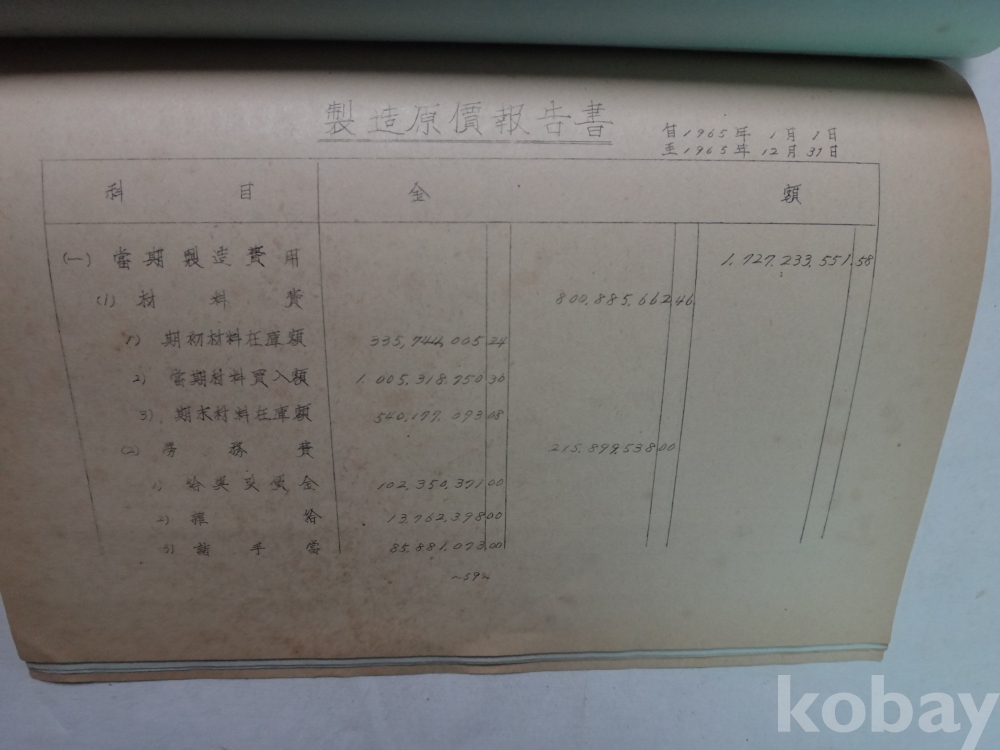 製造原價報告書
自1965年 1月 1日
至1965年 12月 31日
科 目 金 額
(一) 當期製造費用 1,727,233,551.58
(1) 材料費 800,885,662 46
1) 期初材料在庫額 335,744,005 24
2) 當期材料買入額 1,005,318,750 30
3) 期末材料在庫額 540,177,093 08
(2) 勞務費 215,899,538 00
1) 給與及賃金 102,350,371 00
2) 雜給 13,762,398 00
3) 諸手當 85,881,073 00
kobay